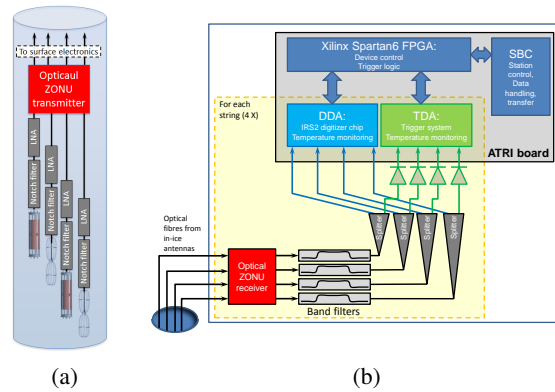 To surface electronics
Opticaul
ZONU
transmitter
LNA
Notch filter
LNA
Notch filter
LNA
Notch filter
LNA
Notch filter
(a)
Xilinx Spartan6 FPGA:
Device control
Trigger logic
SBC
Station
control,
Data
handling,
transfer
For each
string (4 X)
DDA:
IRS2 digitizer chip
Temperature monitoring
TDA:
Trigger system
Temperature monitoring
ATRI board
Optical
fibres from
in-ice
antennas
Splitter
Splitter
Splitter
Splitter
Optical
ZONU
receiver
Band filters
(b)